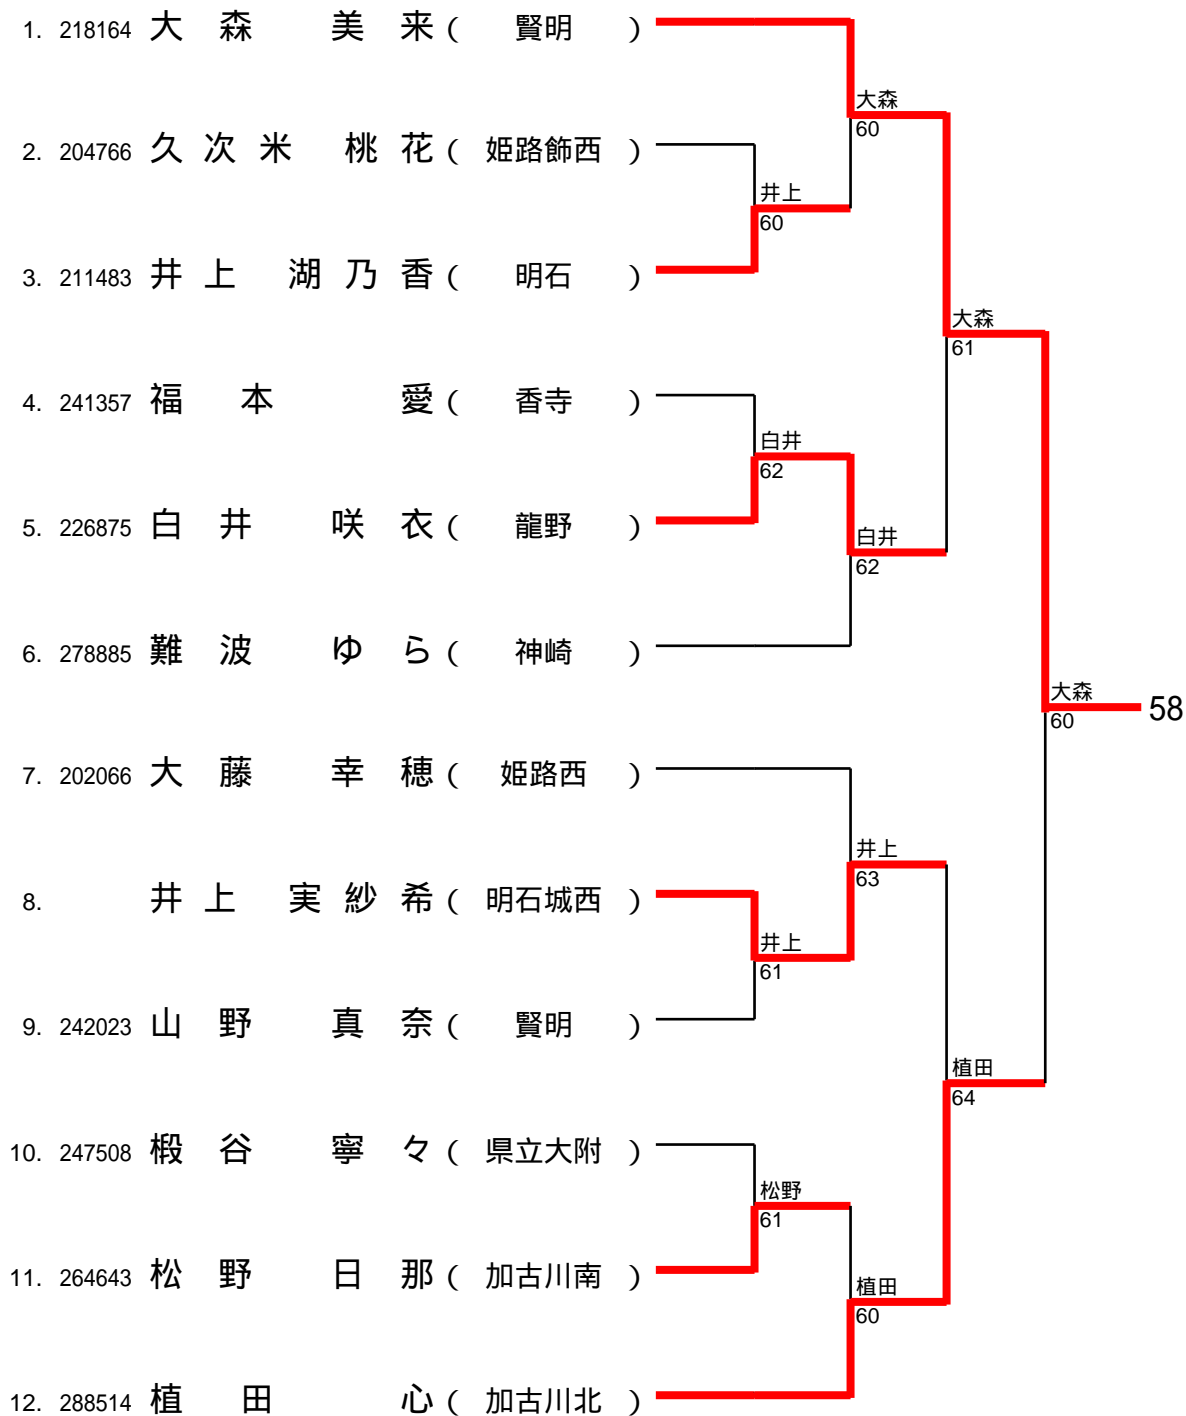 1. 218164 大森 美来 ( 賢明 )
大森
60
2. 204766 久次米 桃花 ( 姫路飾西 )
井上
60
3. 211483 井上 湖乃香 ( 明石 )
大森
61
4. 241357 福本 愛 ( 香寺 )
白井
62
5. 226875 白井 咲衣 ( 龍野 )
白井
62
6. 278885 難波 ゆら ( 神崎 )
大森
60
58
7. 202066 大藤 幸穂 ( 姫路西 )
井上
63
8. 井上 実紗希 ( 明石城西 )
井上
61
9. 242023 山野 真奈 ( 賢明 )
植田
64
10. 247508 椴谷 寧々 ( 県立大附 )
松野
61
11. 264643 松野 日那 ( 加古川南 )
植田
60
12. 288514 植田 心 ( 加古川北 )